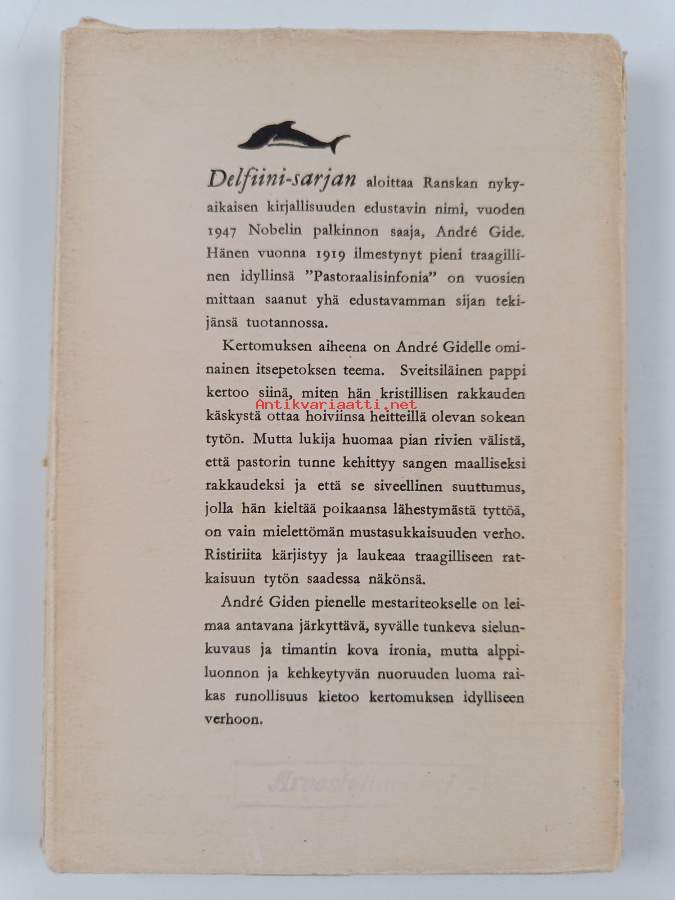 Delfiini-sarjan aloittaa Ranskan nyky-
aikaisen kirjallisuuden edustavin nimi, vuoden
1947 Nobelin palkinnon saaja, André Gide.
Hänen vuonna 1919 ilmestynyt pieni traagilli-
nen idyllinsä ”Pastoraalisinfonia” on vuosien
mittaan saanut yhä edustavamman sijan teki-
jänsä tuotannossa.
Kertomuksen aiheena on André Gidelle omi-
nainen itsepetoksen teema. Sveitsiläinen pappi
kertoo siinä, miten hän kristillisen rakkauden
Antikvariaatti.net
käskystä ottaa hoiviinsa heitteillä olevan sokean
tytön. Mutta lukija huomaa pian rivien välistä,
että pastorin tunne kehittyy sangen maalliseksi
rakkaudeksi ja että se siveellinen suuttumus,
jolla hän kieltää poikaansa lähestymästä tyttöä,
on vain mielettömän mustasukkaisuuden verho.
Ristiriita kärjistyy ja laukeaa traagilliseen rat-
kaisuun tytön saadessa näkönsä.
André Giden pienelle mestariteokselle on lei-
maa antavana järkyttävä, syvälle tunkeva sielun-
kuvaus ja timantin kova ironia, mutta alppi-
luonnon ja kehkeytyvän nuoruuden luoma rai-
kas runollisuus kietoo kertomuksen idylliseen
verhoon.